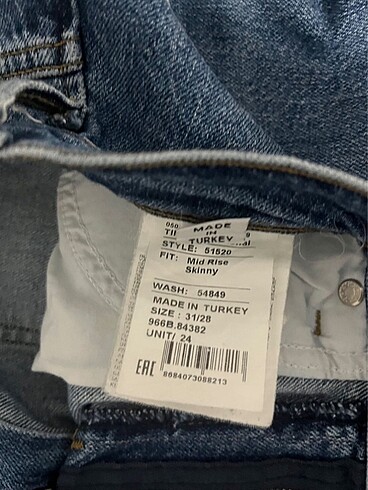 MADE
IN
TURKEY
STYLE: 51520
FIT: Mid Rise
Skinny
WASH: 54849
MADE IN TURKEY
SIZE : 31/28
966B.84382
UNIT/ 24
EAC
8684073088213